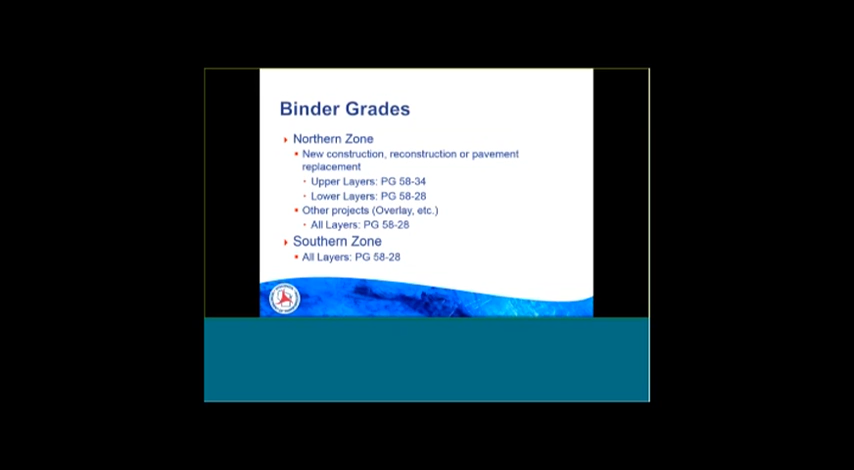 Binder Grades
Northern Zone
New construction, reconstruction or pavement
replacement
Upper Layers: PG 58-34
Lower Layers: PG 58-28
Other projects (Overlay, etc.)
All Layers: PG 58-28
Southern Zone
All Layers: PG 58-28